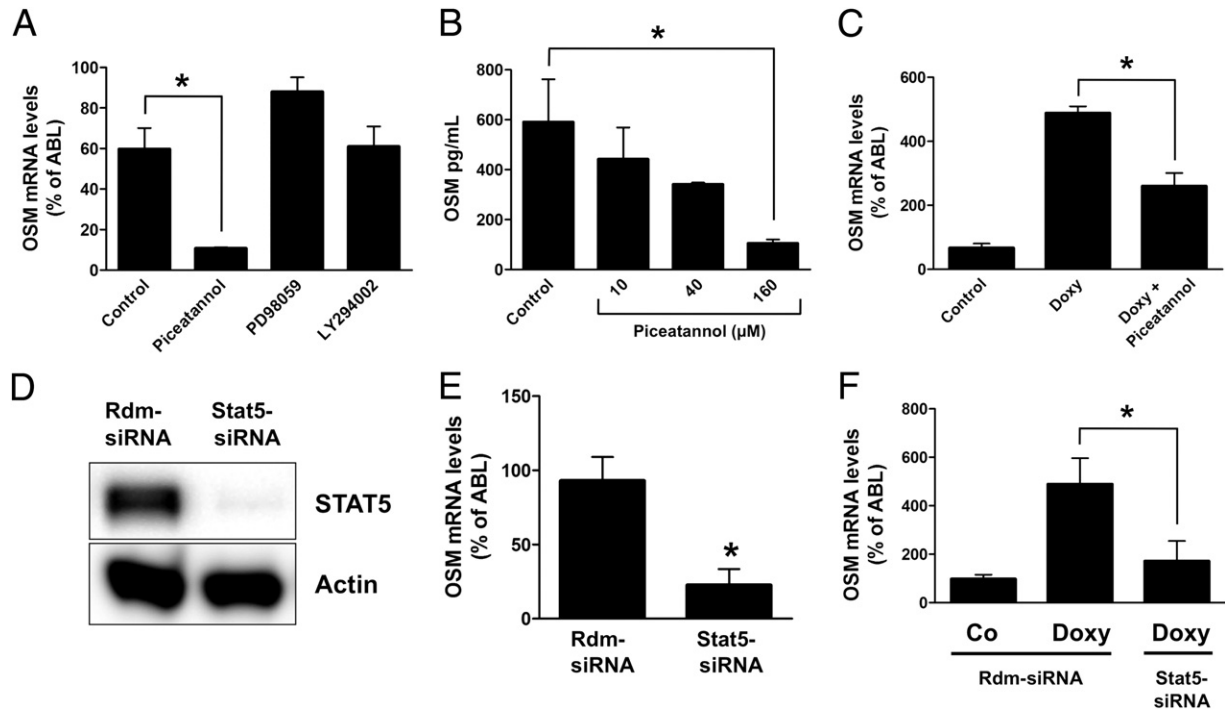 A
OSM mRNA levels
(% of ABL)
100
80
60
40
20
0
*
Control
Piceatannol
PD98059
LY294002
B
OSM pg/mL
800
600
400
200
0
*
Control
10
40
160
Piceatannol (µM)
C
OSM mRNA levels
(% of ABL)
600
400
200
0
*
Control
Doxy
Doxy +
Piceatannol
D
Rdm-
siRNA
Stat5-
siRNA
STAT5
Actin
E
OSM mRNA levels
(% of ABL)
150
100
50
0
*
Rdm-
siRNA
Stat5-
siRNA
F
OSM mRNA levels
(% of ABL)
800
600
400
200
0
*
Co Doxy Doxy
Rdm-siRNA
Stat5-
siRNA